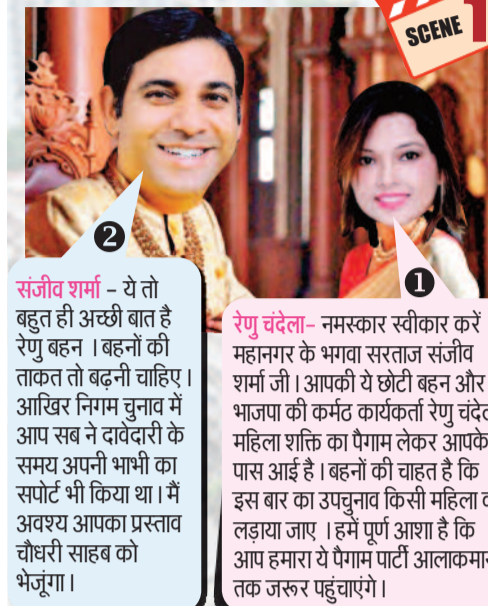 SCENE
1
रेणु चंदेला- नमस्कार स्वीकार करें
महानगर के भगवा सरताज संजीव
शर्मा जी । आपकी ये छोटी बहन और
भाजपा की कर्मठ कार्यकर्ता रेणु
महिला शक्ति का पैगाम लेकर आपके
पास आई है । बहनों की चाहत है कि
इस बार का उपचुनाव किसी महिला
लड़ाया जाए । हमें पूर्ण आशा है कि
आप हमारा ये पैगाम पार्टी
तक जरूर पहुंचाएंगे ।
2
संजीव शर्मा – ये तो
बहुत ही अच्छी बात है
रेणु बहन । बहनों की
ताकत तो बढ़नी चाहिए ।
आखिर निगम चुनाव में
आप सब ने दावेदारी के
समय अपनी भाभी का
सपोर्ट भी किया था । मैं
अवश्य आपका प्रस्ताव
चौधरी साहब को
भेजूंगा ।